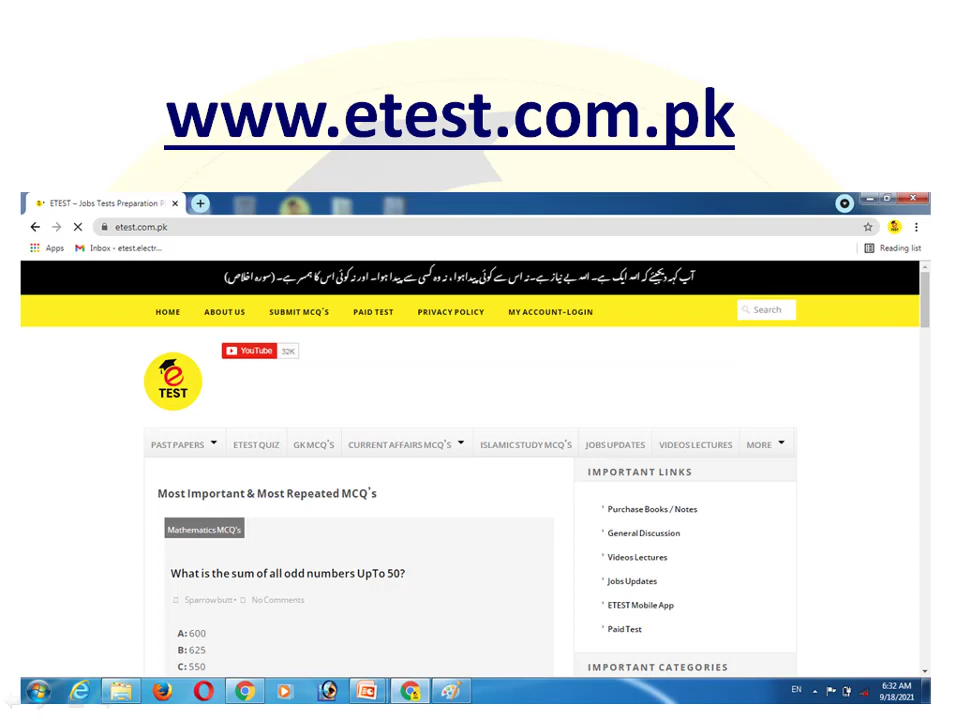 www.etest.com.pk
ETEST – Jobs Tests Preparation P
etest.com.pk
Apps
Inbox - etest.electr...
Reading list
آپ کہہ دیجیئے کہ اللہ ایک ہے۔ اللہ بے نیاز ہے۔ نہ اس سے کوئی پیدا ہوا ، نہ وہ کسی سے پیدا ہوا۔ اور نہ کوئی اس کا ہمسر ہے۔ (سورہ اخلاص)
HOME ABOUT US SUBMIT MCQ'S PAID TEST PRIVACY POLICY MY ACCOUNT–LOGIN
Search
YouTube 32K
e
TEST
PAST PAPERS ETEST QUIZ GK MCQ'S CURRENT AFFAIRS MCQ'S ISLAMIC STUDY MCQ'S JOBS UPDATES VIDEOS LECTURES MORE
IMPORTANT LINKS
Most Important & Most Repeated MCQ's
Purchase Books / Notes
Mathematics MCQ's
General Discussion
Videos Lectures
What is the sum of all odd numbers UpTo 50?
Jobs Updates
Sparrow butt • No Comments
ETEST Mobile App
Paid Test
A: 600
B: 625
C: 550
IMPORTANT CATEGORIES
EN
6:32 AM
9/18/2021